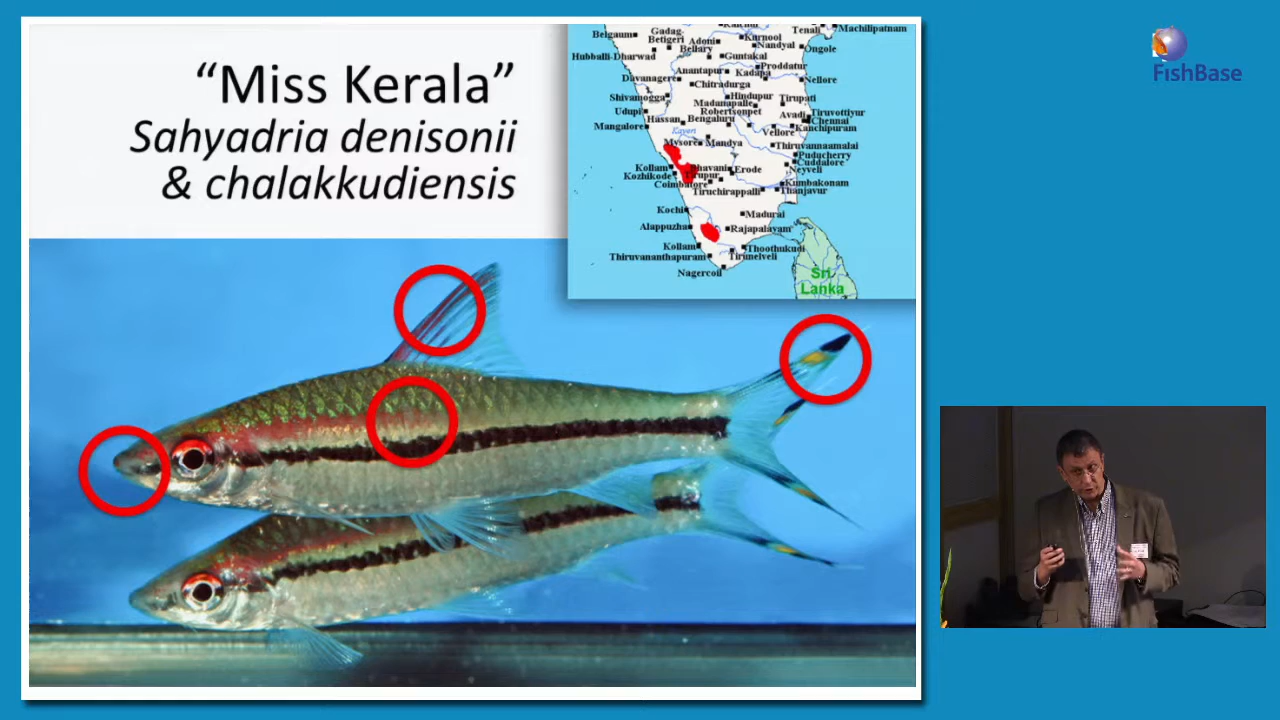 “Miss Kerala”
Sahyadria denisonii
& chalakkudiensis
Belgaum
Gadag-
Betigeri
Adoni
Kurnool
Tenali
Machilipatnam
Hubballi-Dharwad
Bellary
Nandyal
Ongole
Guntakal
Davanagere
Anantapur
Kadapa
Proddatur
Nellore
Chitradurga
Shivamogga
Hindupur
Madanapalle
Tirupati
Udupi
Robertsonpet
Avadi
Tiruvottiyur
Hassan
Bengaluru
Chennai
Mangalore
Vellore
Kanchipuram
Mysore
Mandya
Tiruvannaamalai
Puducherry
Cuddalore
Kollam
Erode
Neyveli
Kozhikode
Coimbatore
Tiruchirappalli
Kumbakonam
Thanjavur
Kochi
Madurai
Alappuzha
Rajapalayam
Kollam
Thoothukudi
Thiruvananthapuram
Tirunelveli
Nagercoil
Sri
Lanka
FishBase